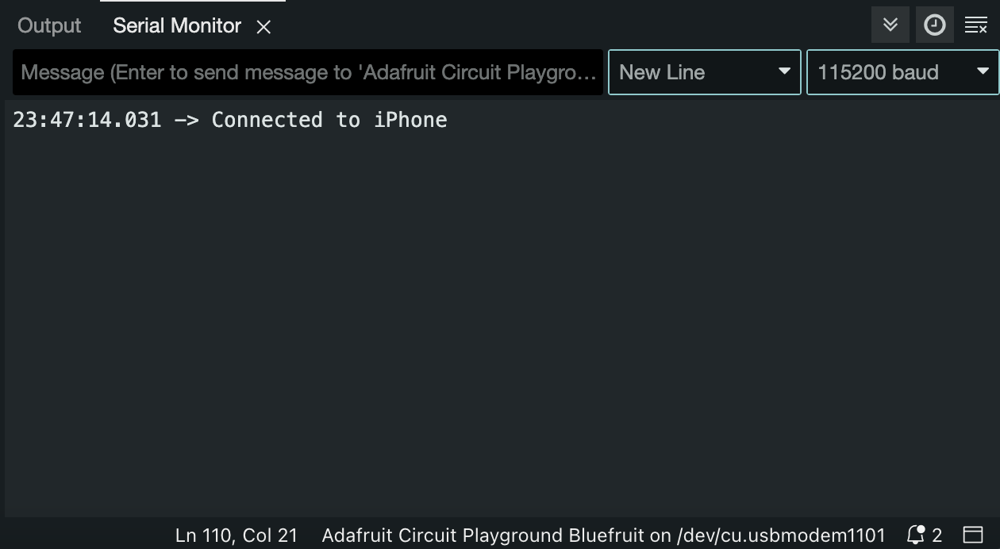 Output Serial Monitor
Message (Enter to send message to 'Adafruit Circuit Playgro... New Line 115200 baud
23:47:14.031 -> Connected to iPhone
Ln 110, Col 21 Adafruit Circuit Playground Bluefruit on /dev/cu.usbmodem1101 2